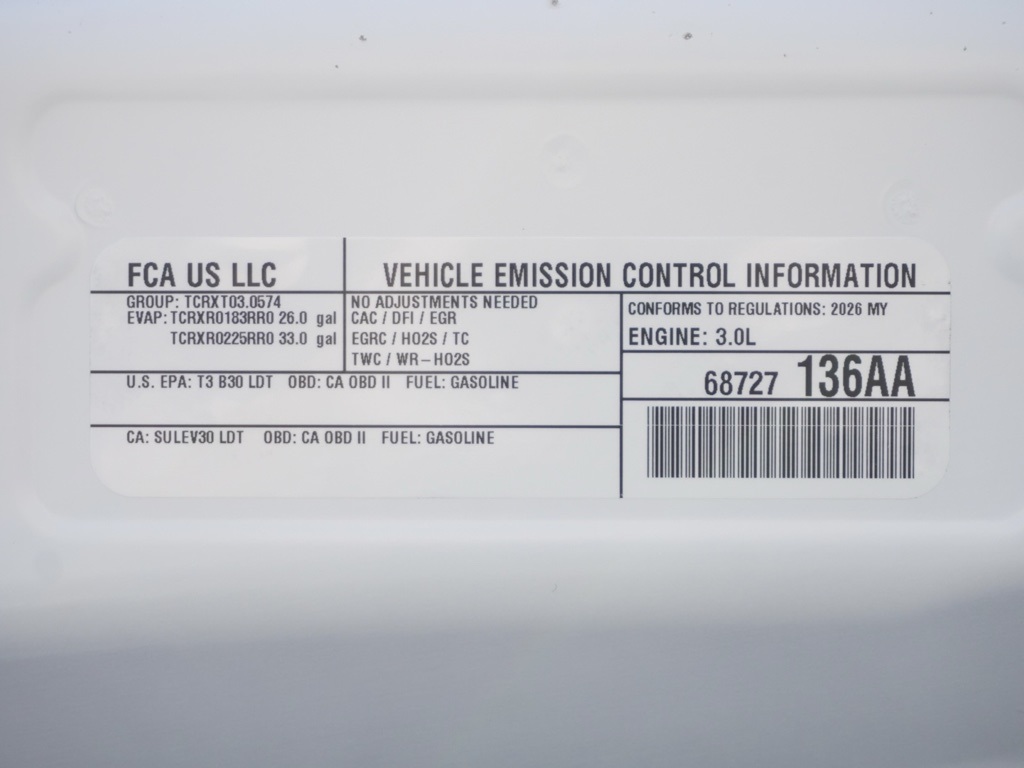 FCA US LLC
VEHICLE EMISSION CONTROL INFORMATION
GROUP: TCRXT03.0574
EVAP: TCRXR0183RR0 26.0 gal
TCRXR0225RR0 33.0 gal
NO ADJUSTMENTS NEEDED
CAC / DFI / EGR
EGRC / HO2S / TC
TWC / WR-HO2S
CONFORMS TO REGULATIONS: 2026 MY
ENGINE: 3.0L
68727 136AA
U.S. EPA: T3 B30 LDT OBD: CA OBD II FUEL: GASOLINE
CA: SULEV30 LDT OBD: CA OBD II FUEL: GASOLINE